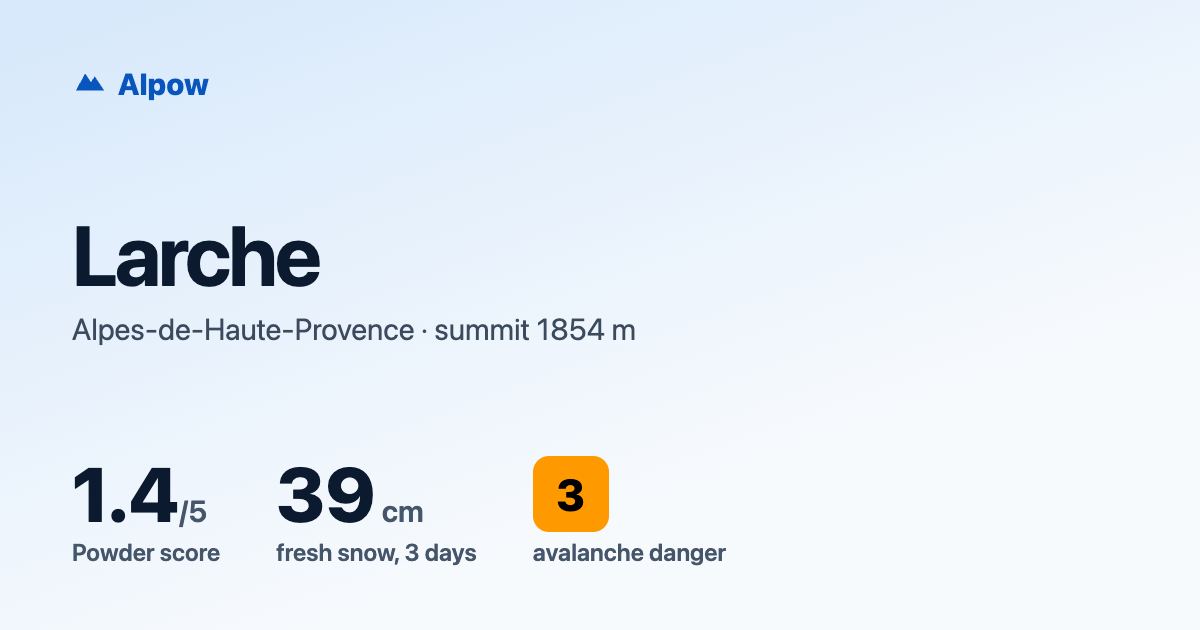 Alpow
Larche
Alpes-de-Haute-Provence · summit 1854 m
1.4/5
Powder score
39 cm
fresh snow, 3 days
3
avalanche danger